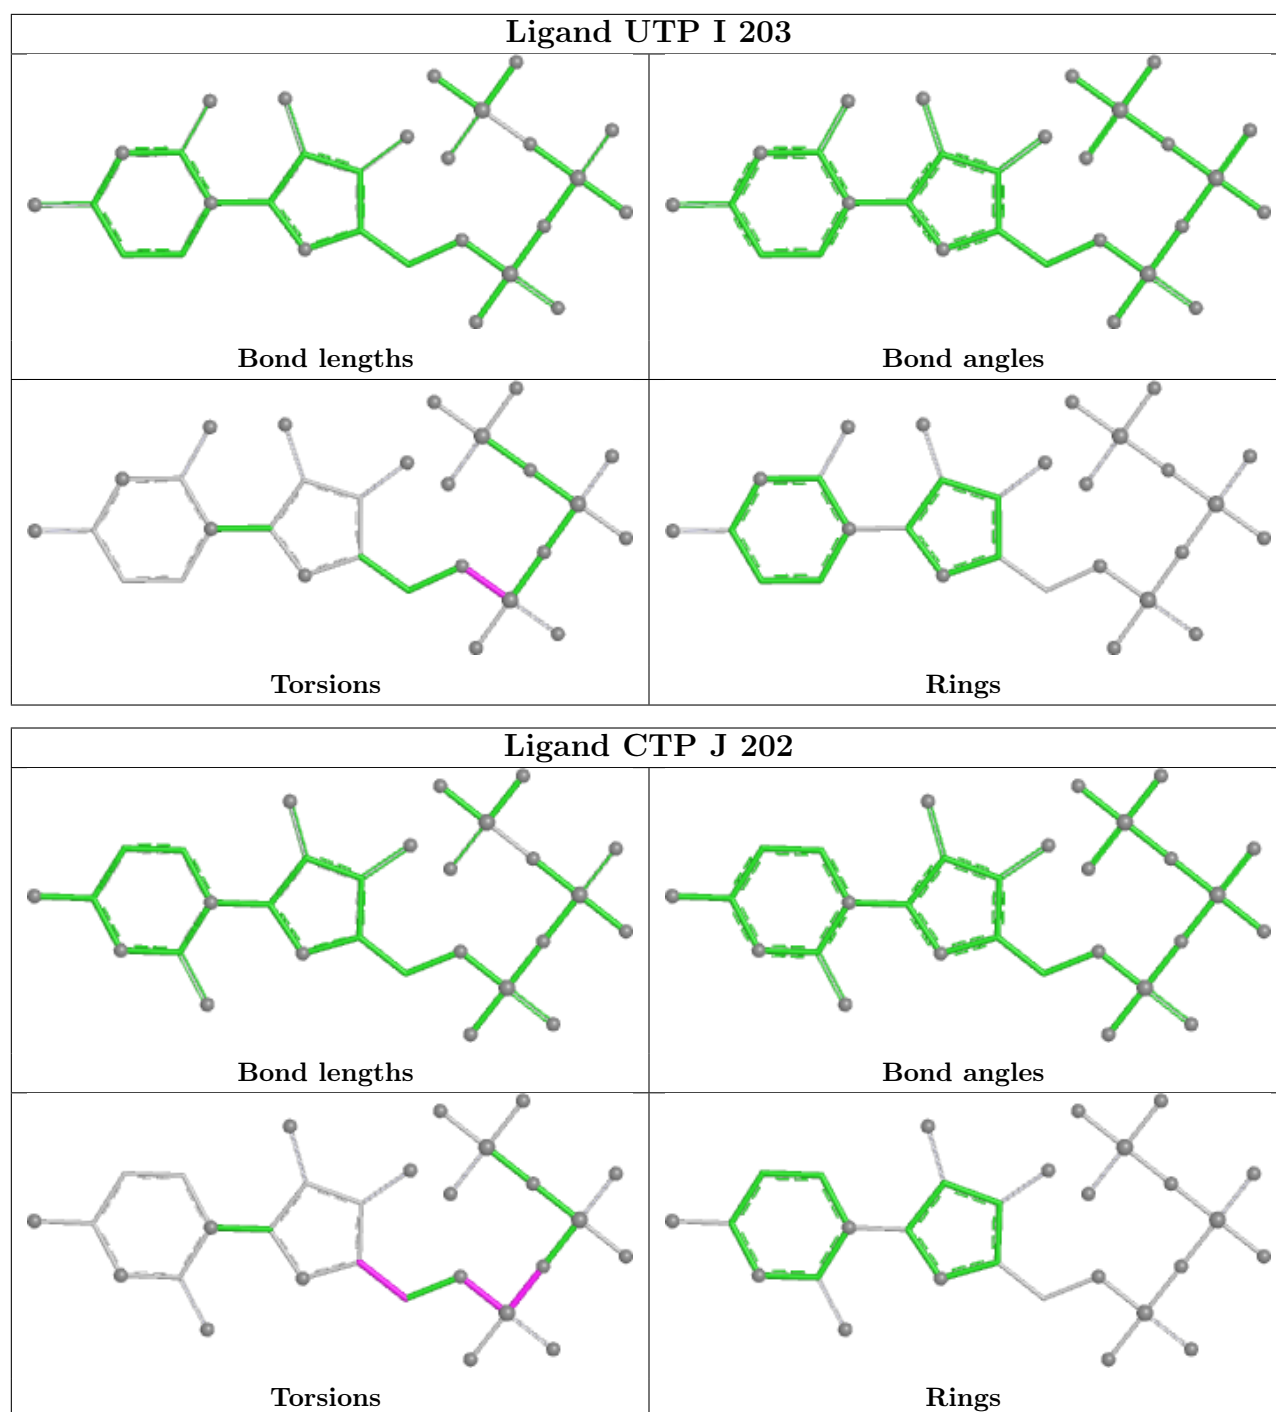 Ligand UTP I 203
Bond lengths
Bond angles
Torsions
Rings
Ligand CTP J 202
Bond lengths
Bond angles
Torsions
Rings